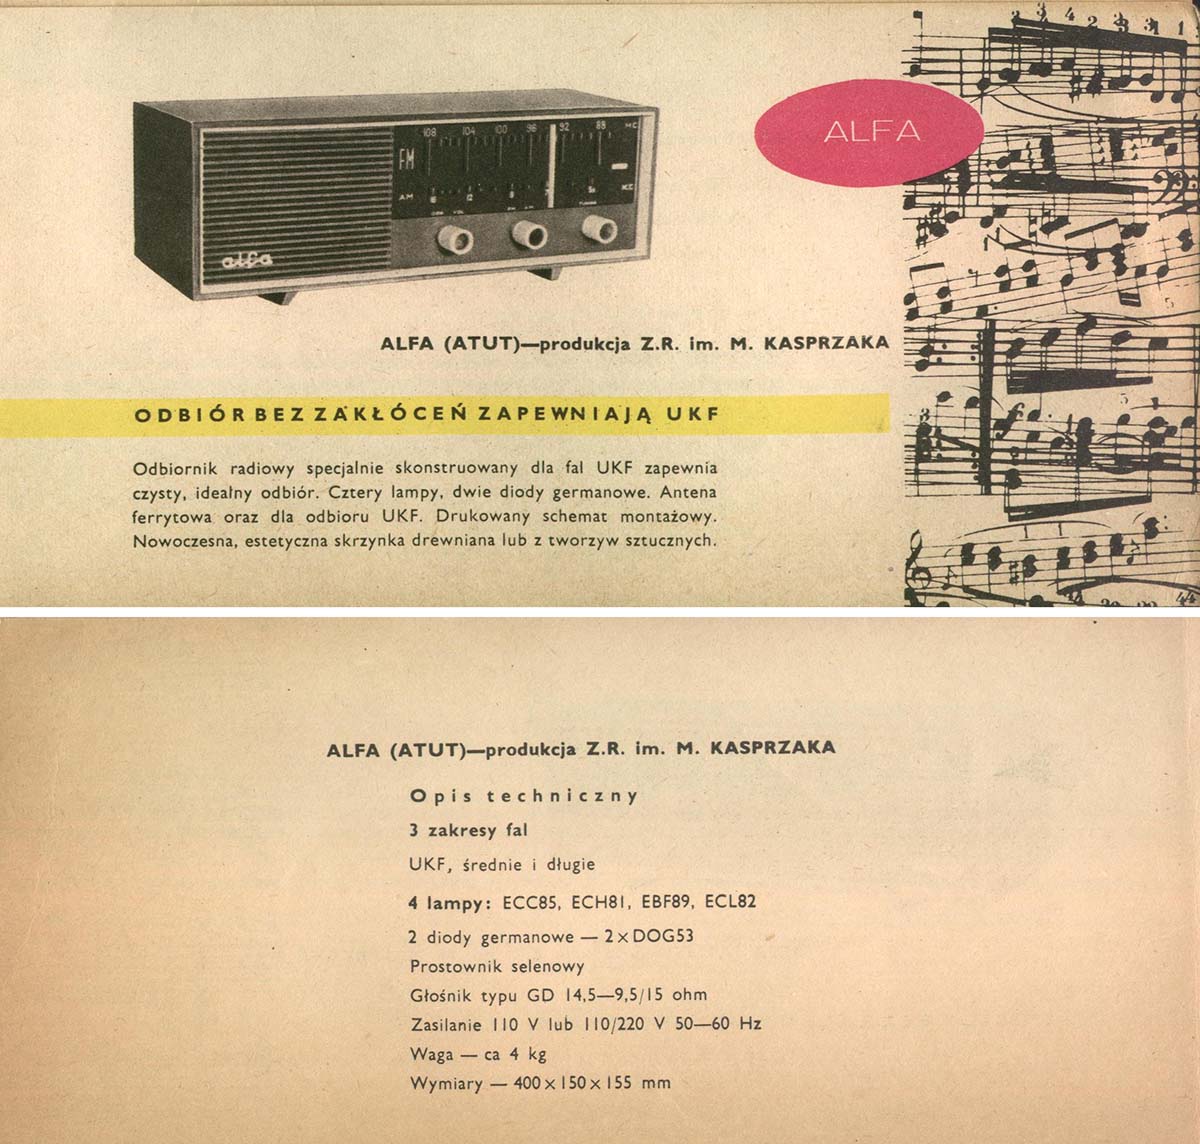 108 104 100 96 92 88 MC
FM
AM 16 12 7 MC
TUNING
alfa
ALFA
ALFA (ATUT)—produkcja Z.R. im. M. KASPRZAKA
ODBIÓR BEZ ZAKŁÓCEŃ ZAPEWNIAJĄ UKF
Odbiornik radiowy specjalnie skonstruowany dla fal UKF zapewnia
czysty, idealny odbiór. Cztery lampy, dwie diody germanowe. Antena
ferrytowa oraz dla odbioru UKF. Drukowany schemat montażowy.
Nowoczesna, estetyczna skrzynka drewniana lub z tworzyw sztucznych.
ALFA (ATUT)—produkcja Z.R. im. M. KASPRZAKA
Opis techniczny
3 zakresy fal
UKF, średnie i długie
4 lampy: ECC85, ECH81, EBF89, ECL82
2 diody germanowe — 2×DOG53
Prostownik selenowy
Głośnik typu GD 14,5—9,5/15 ohm
Zasilanie 110 V lub 110/220 V 50—60 Hz
Waga — ca 4 kg
Wymiary — 400×150×155 mm